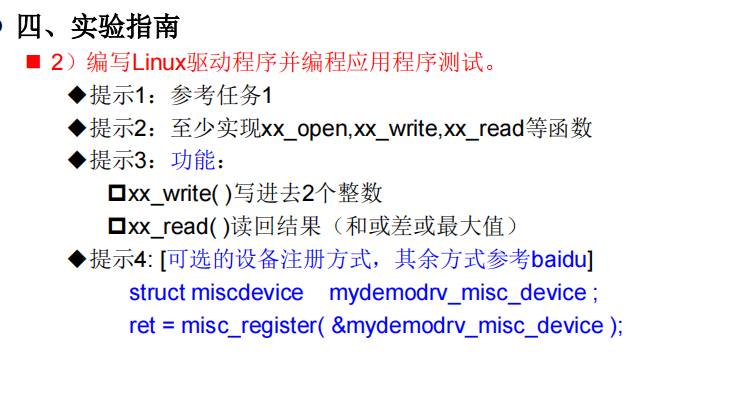 四、实验指南
2）编写Linux驱动程序并编程应用程序测试。
提示1：参考任务1
提示2：至少实现xx_open,xx_write,xx_read等函数
提示3：功能：
xx_write( )写进去2个整数
xx_read( )读回结果（和或差或最大值）
提示4: [可选的设备注册方式，其余方式参考baidu]
struct miscdevice mydemodrv_misc_device ;
ret = misc_register( &mydemodrv_misc_device );